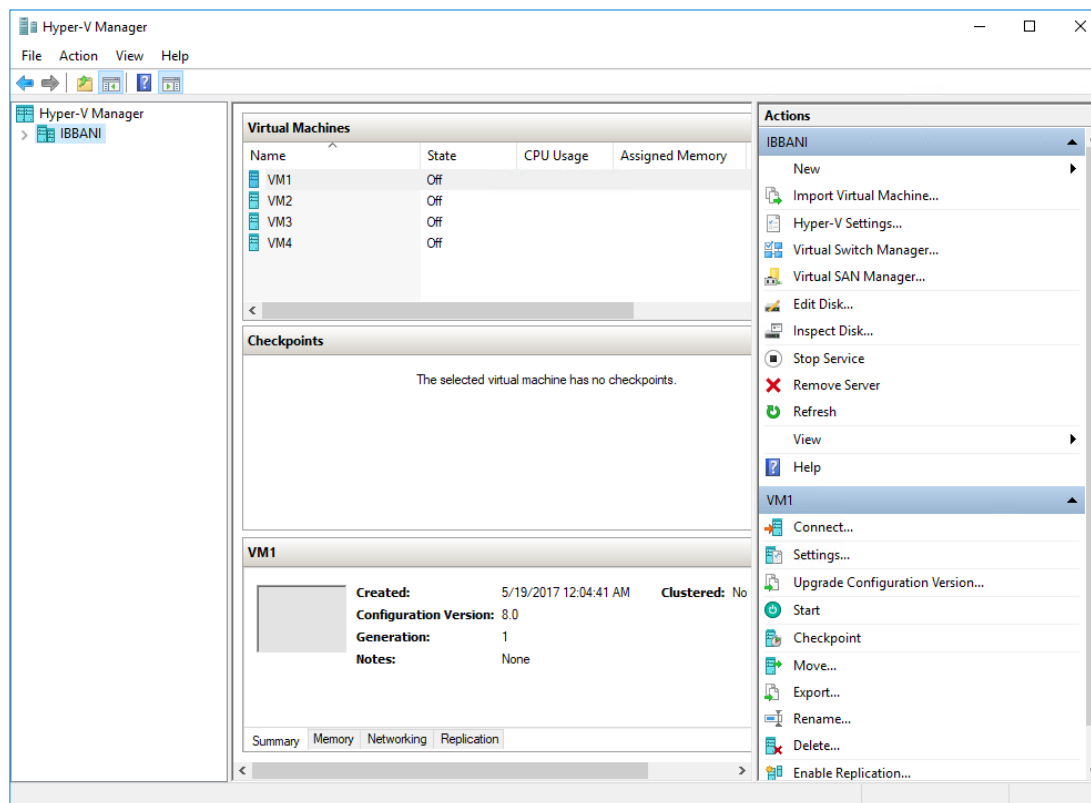 Hyper-V Manager
File Action View Help
Hyper-V Manager
IBBANI
Virtual Machines
Name State CPU Usage Assigned Memory
VM1 Off
VM2 Off
VM3 Off
VM4 Off
Checkpoints
The selected virtual machine has no checkpoints.
VM1
Created: 5/19/2017 12:04:41 AM Clustered: No
Configuration Version: 8.0
Generation: 1
Notes: None
Summary Memory Networking Replication
Actions
IBBANI
New
Import Virtual Machine...
Hyper-V Settings...
Virtual Switch Manager...
Virtual SAN Manager...
Edit Disk...
Inspect Disk...
Stop Service
Remove Server
Refresh
View
Help
VM1
Connect...
Settings...
Upgrade Configuration Version...
Start
Checkpoint
Move...
Export...
Rename...
Delete...
Enable Replication...